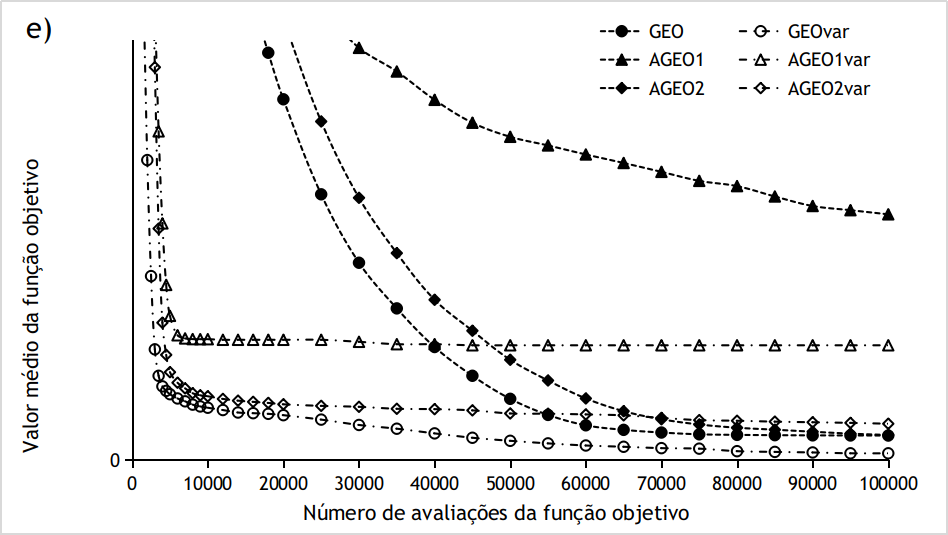 e)
GEO
GEOvar
AGEO1
AGEO1var
AGEO2
AGEO2var
Valor médio da função objetivo
0
0 10000 20000 30000 40000 50000 60000 70000 80000 90000 100000
Número de avaliações da função objetivo